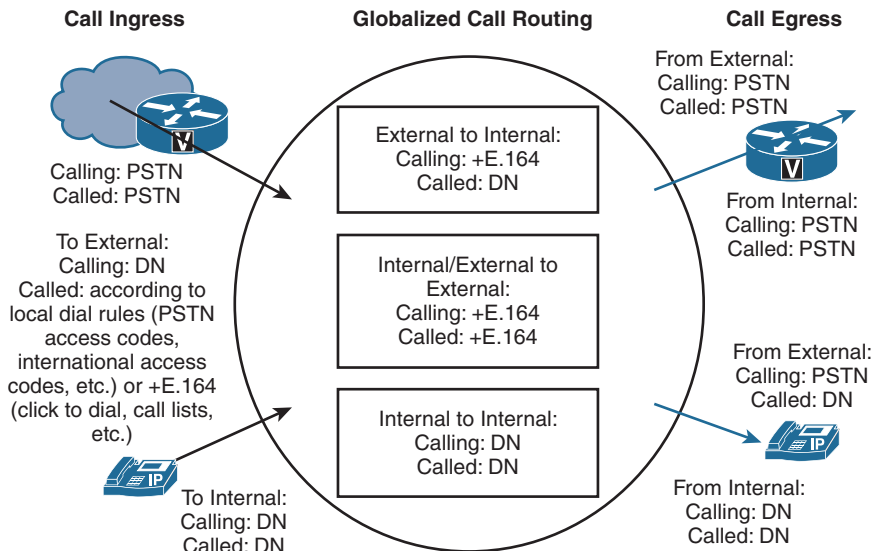 Call Ingress
Globalized Call Routing
Call Egress
V
Calling: PSTN
Called: PSTN
To External:
Calling: DN
Called: according to
local dial rules (PSTN
access codes,
international access
codes, etc.) or +E.164
(click to dial, call lists,
etc.)
IP
To Internal:
Calling: DN
Called: DN
External to Internal:
Calling: +E.164
Called: DN
Internal/External to
External:
Calling: +E.164
Called: +E.164
Internal to Internal:
Calling: DN
Called: DN
From External:
Calling: PSTN
Called: PSTN
V
From Internal:
Calling: PSTN
Called: PSTN
From External:
Calling: PSTN
Called: DN
IP
From Internal:
Calling: DN
Called: DN